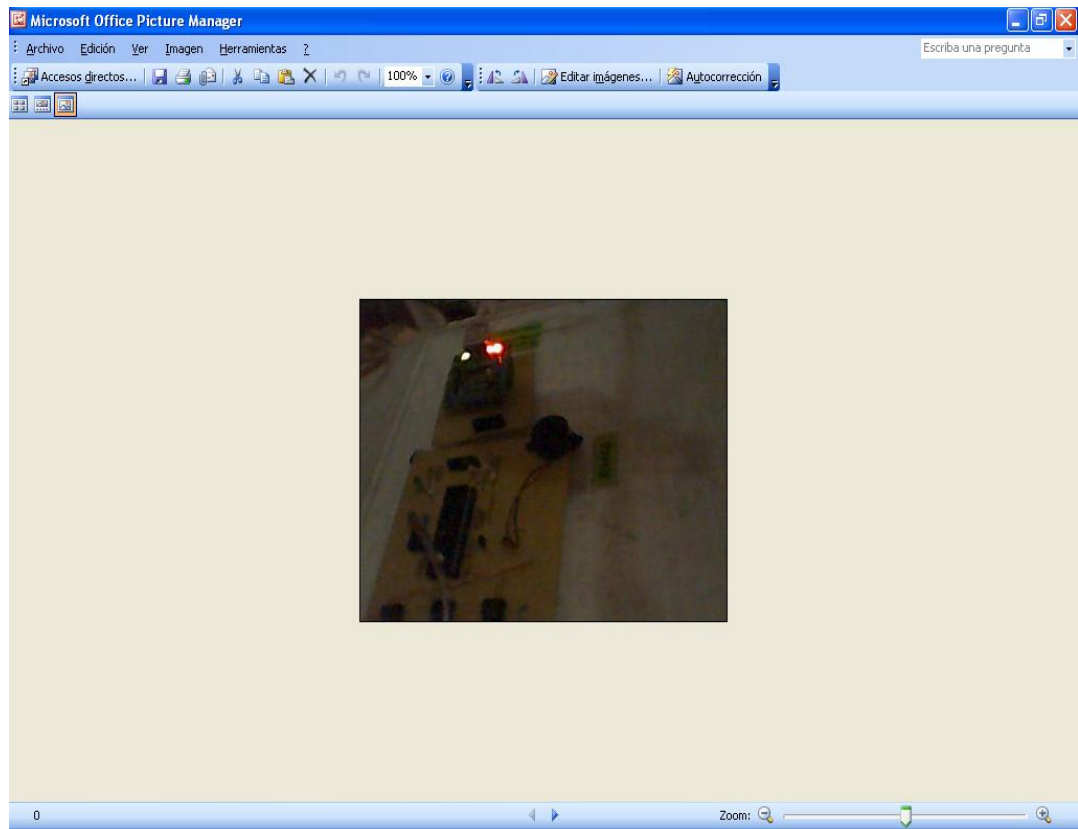 Microsoft Office Picture Manager
Archivo Edición Ver Imagen Herramientas ?
Escriba una pregunta
Accesos directos... 100% Editar imágenes... Autocorrección
0 Zoom: